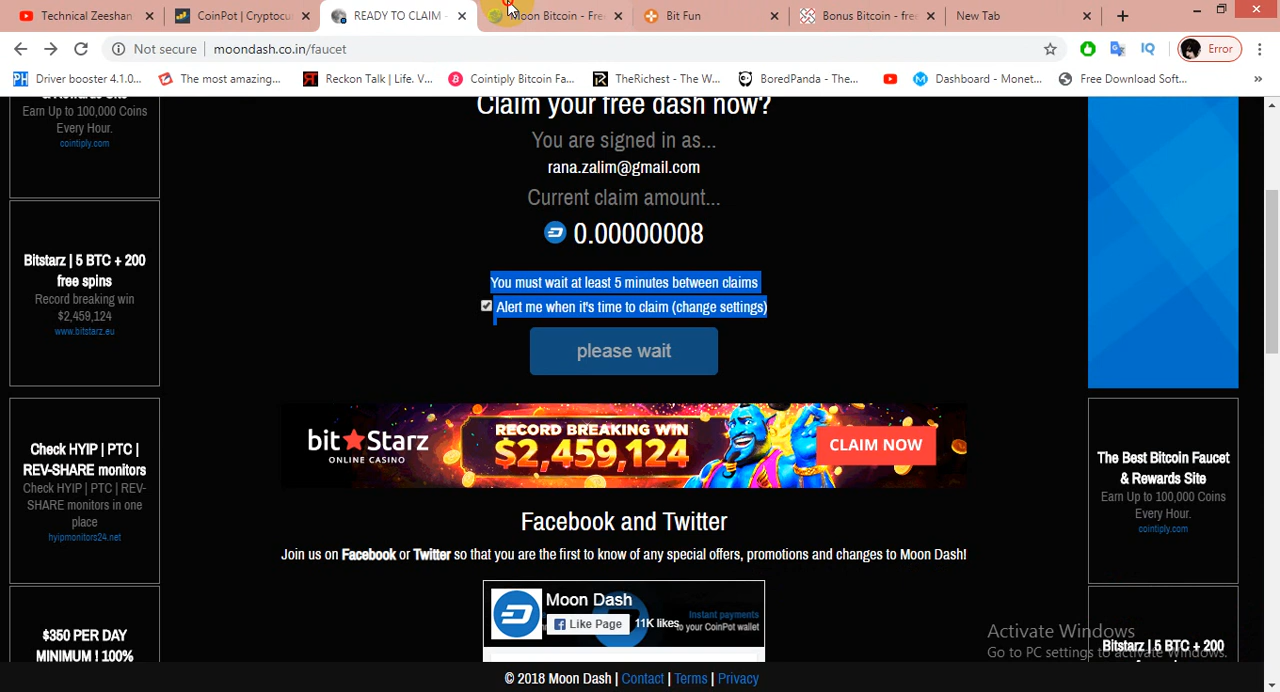 Technical Zeeshan
CoinPot | Cryptocu
READY TO CLAIM -
Moon Bitcoin - Fre
Bit Fun
Bonus Bitcoin - free
New Tab
Not secure
moondash.co.in/faucet
Error
Driver booster 4.1.0...
The most amazing...
Reckon Talk | Life. V...
Cointiply Bitcoin Fa...
TheRichest - The W...
BoredPanda - The...
Dashboard - Monet...
Free Download Soft...
»
& Rewards Site
Earn Up to 100,000 Coins
Every Hour.
cointiply.com
Bitstarz | 5 BTC + 200
free spins
Record breaking win
$2,459,124
www.bitstarz.eu
Check HYIP | PTC |
REV-SHARE monitors
Check HYIP | PTC | REV-
SHARE monitors in one
place
hyipmonitors24.net
$350 PER DAY
MINIMUM ! 100%
Claim your free dash now?
You are signed in as...
rana.zalim@gmail.com
Current claim amount...
0.00000008
You must wait at least 5 minutes between claims
Alert me when it's time to claim (change settings)
please wait
bitStarz
ONLINE CASINO
RECORD BREAKING WIN
$2,459,124
CLAIM NOW
Facebook and Twitter
Join us on Facebook or Twitter so that you are the first to know of any special offers, promotions and changes to Moon Dash!
Moon Dash
Like Page
11K likes
Instant payments
to your CoinPot wallet
The Best Bitcoin Faucet
& Rewards Site
Earn Up to 100,000 Coins
Every Hour.
cointiply.com
Bitstarz | 5 BTC + 200
Activate Windows
Go to PC settings to activate Windows.
© 2018 Moon Dash | Contact | Terms | Privacy